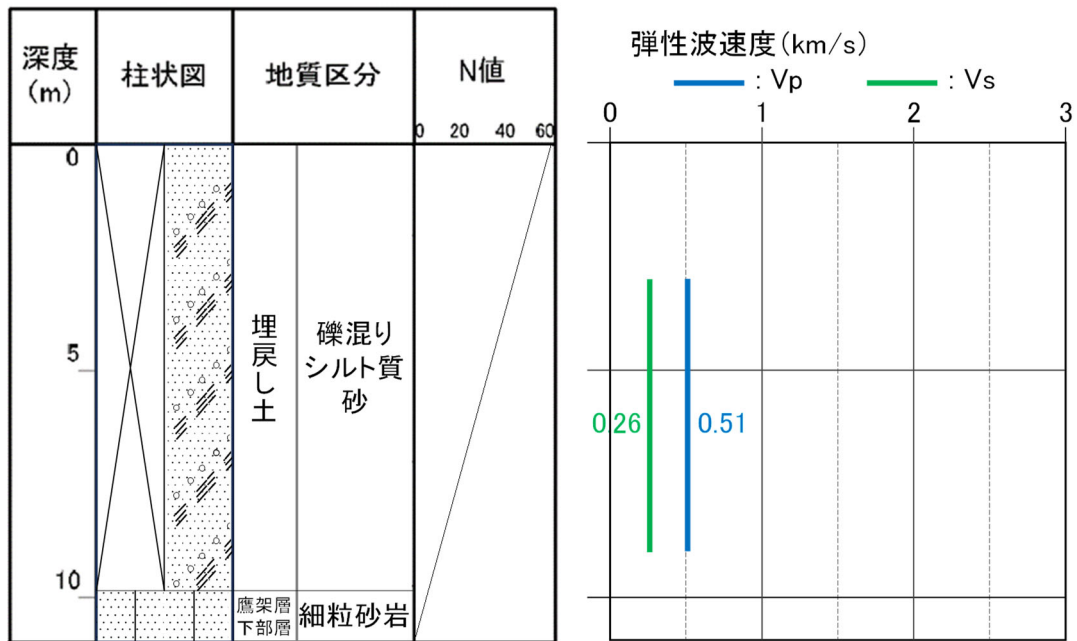 深度
(m)
柱状図
地質区分
N値
0 20 40 60
0
5
10
埋戻し土
礫混り
シルト質
砂
鷹架層
下部層
細粒砂岩
弾性波速度(km/s)
: Vp : Vs
0 1 2 3
0.26 0.51